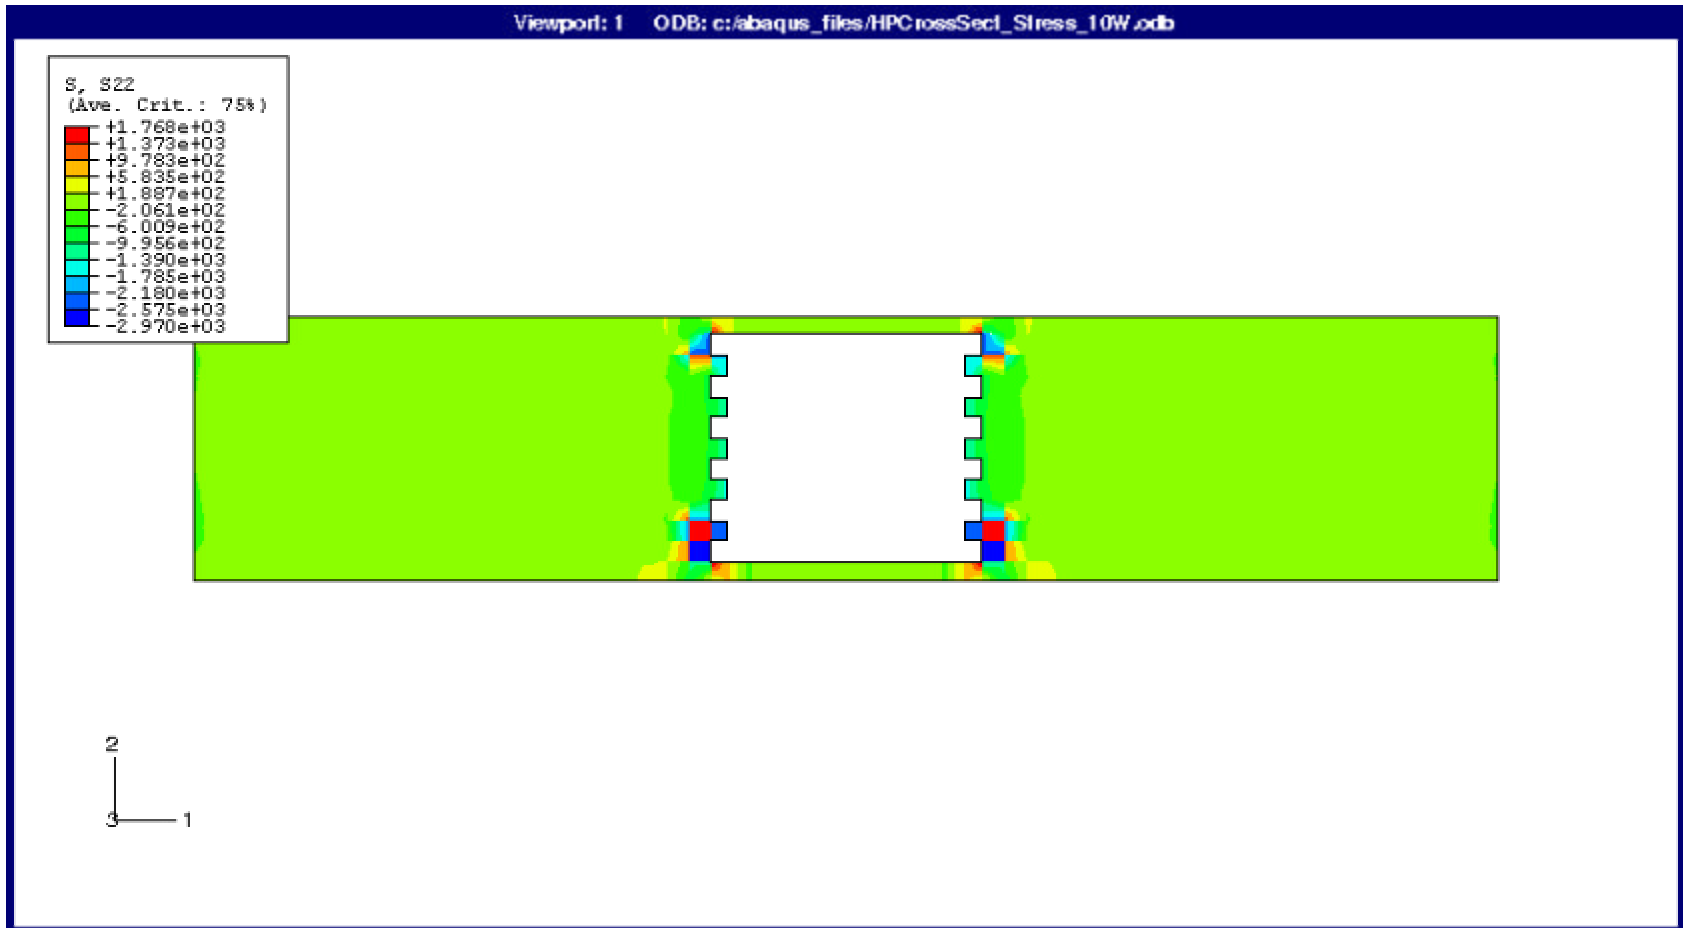 Viewport: 1 ODB: c:/abaqus_files/HPCrossSect_Stress_10W.odb
S, S22
(Ave. Crit.: 75%)
+1.768e+03
+1.373e+03
+9.783e+02
+5.835e+02
+1.887e+02
-2.061e+02
-6.009e+02
-9.956e+02
-1.390e+03
-1.785e+03
-2.180e+03
-2.575e+03
-2.970e+03
2
3 1